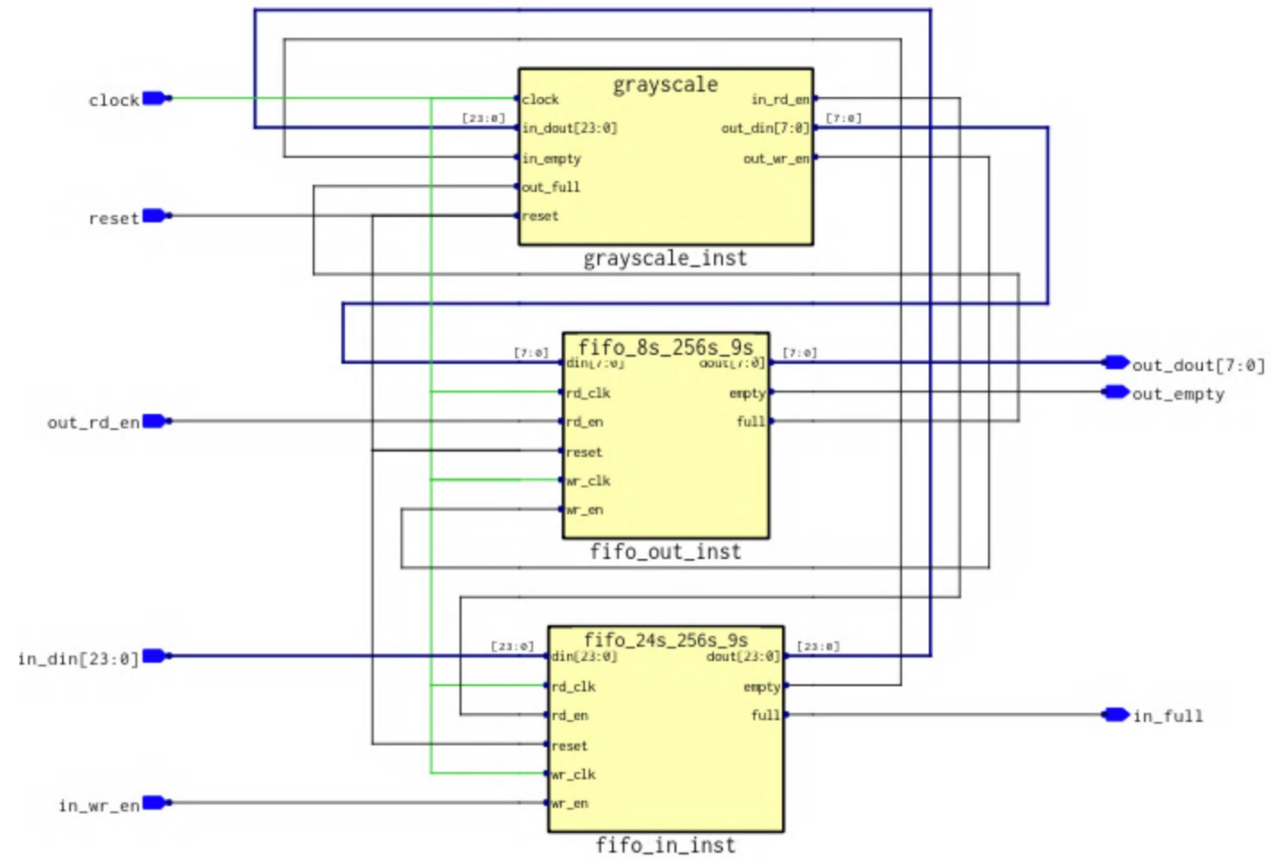 grayscale
clock
clock
in_rd_en
[23:0]
in_dout[23:0]
out_din[7:0]
[7:0]
in_empty
out_wr_en
out_full
reset
reset
grayscale_inst
fifo_8s_256s_9s
[7:0]
din[7:0]
dout[7:0]
[7:0]
out_dout[7:0]
rd_clk
empty
out_empty
out_rd_en
rd_en
full
reset
wr_clk
wr_en
fifo_out_inst
fifo_24s_256s_9s
in_din[23:0]
[23:0]
din[23:0]
dout[23:0]
[23:0]
rd_clk
empty
rd_en
full
in_full
reset
wr_clk
in_wr_en
wr_en
fifo_in_inst